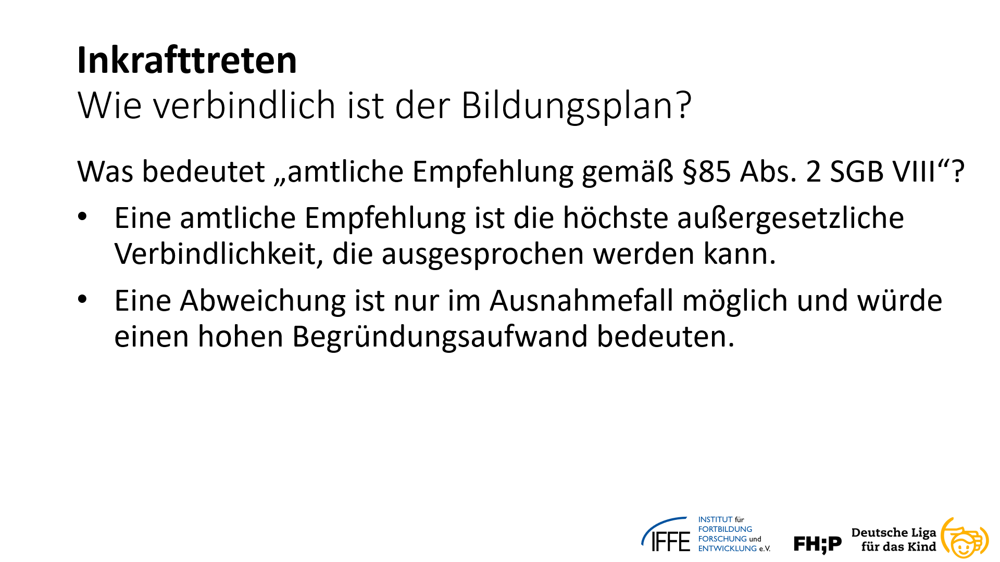 Inkrafttreten
Wie verbindlich ist der Bildungsplan?
Was bedeutet „amtliche Empfehlung gemäß §85 Abs. 2 SGB VIII“?
• Eine amtliche Empfehlung ist die höchste außergesetzliche
Verbindlichkeit, die ausgesprochen werden kann.
• Eine Abweichung ist nur im Ausnahmefall möglich und würde
einen hohen Begründungsaufwand bedeuten.
IFFE
INSTITUT für
FORTBILDUNG
FORSCHUNG und
ENTWICKLUNG e.V.
FH;P
Deutsche Liga
für das Kind